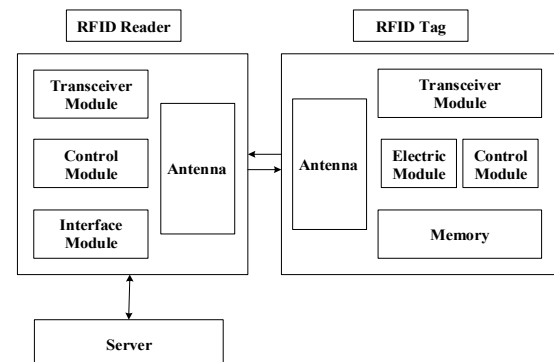 RFID Reader
RFID Tag
Transceiver
Module
Control
Module
Interface
Module
Antenna
Antenna
Transceiver
Module
Electric
Module
Control
Module
Memory
Server